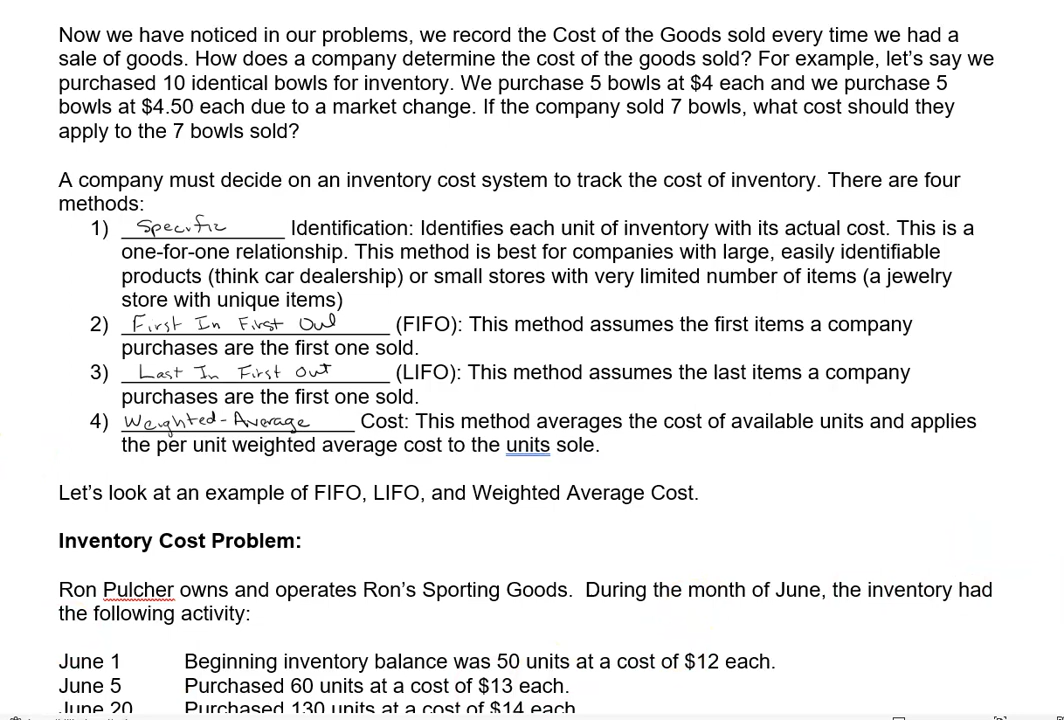 Now we have noticed in our problems, we record the Cost of the Goods sold every time we had a
sale of goods. How does a company determine the cost of the goods sold? For example, let’s say we
purchased 10 identical bowls for inventory. We purchase 5 bowls at $4 each and we purchase 5
bowls at $4.50 each due to a market change. If the company sold 7 bowls, what cost should they
apply to the 7 bowls sold?
A company must decide on an inventory cost system to track the cost of inventory. There are four
methods:
1) Specific Identification: Identifies each unit of inventory with its actual cost. This is a
one-for-one relationship. This method is best for companies with large, easily identifiable
products (think car dealership) or small stores with very limited number of items (a jewelry
store with unique items)
2) First In First Out (FIFO): This method assumes the first items a company
purchases are the first one sold.
3) Last In First Out (LIFO): This method assumes the last items a company
purchases are the first one sold.
4) Weighted-Average Cost: This method averages the cost of available units and applies
the per unit weighted average cost to the units sole.
Let’s look at an example of FIFO, LIFO, and Weighted Average Cost.
Inventory Cost Problem:
Ron Pulcher owns and operates Ron’s Sporting Goods. During the month of June, the inventory had
the following activity:
June 1 Beginning inventory balance was 50 units at a cost of $12 each.
June 5 Purchased 60 units at a cost of $13 each.
June 20 Purchased 130 units at a cost of $14 each